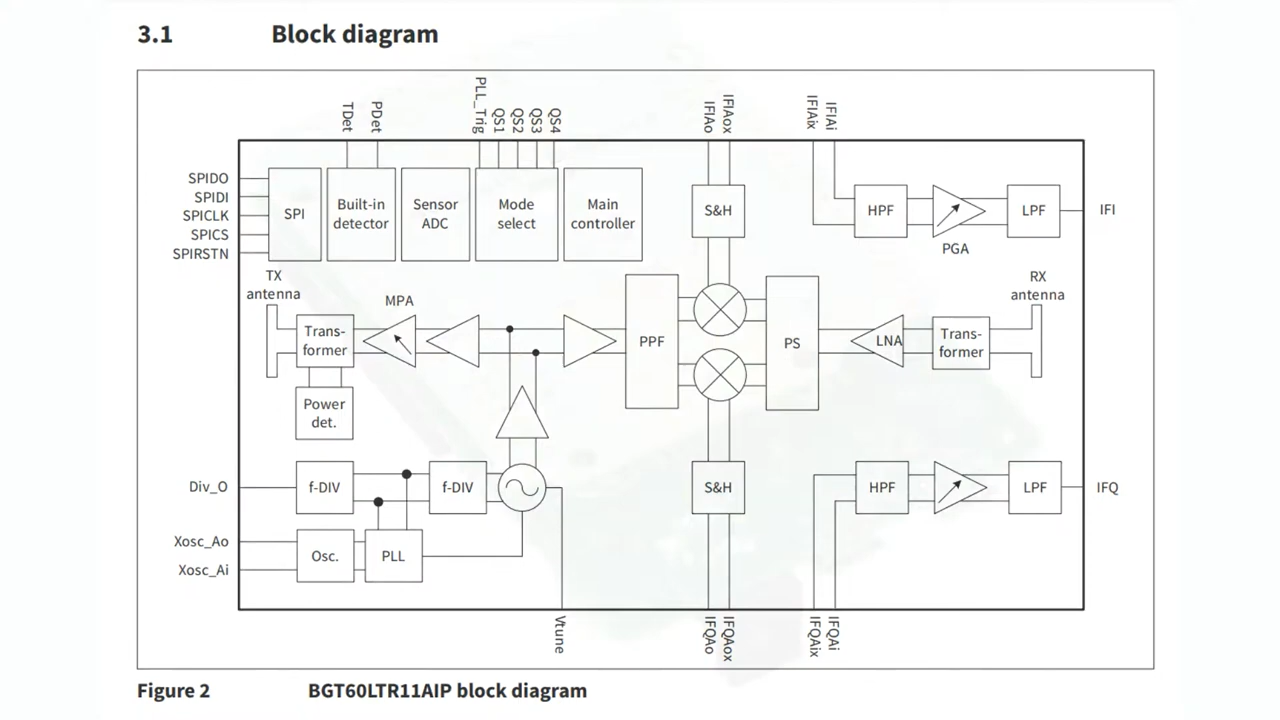 3.1 Block diagram
TDet
PDet
PLL_Trig
QS1
QS2
QS3
QS4
IFIAo
IFIAox
IFIAix
IFIAi
SPIDO
SPIDI
SPICLK
SPICS
SPIRSTN
SPI
Built-in
detector
Sensor
ADC
Mode
select
Main
controller
S&H
HPF
PGA
LPF
IFI
TX
antenna
MPA
Trans-
former
Power
det.
PPF
PS
LNA
Trans-
former
RX
antenna
Div_O
f-DIV
f-DIV
S&H
HPF
LPF
IFQ
Xosc_Ao
Xosc_Ai
Osc.
PLL
Vtune
IFQAo
IFQAox
IFQAix
IFQAi
Figure 2 BGT60LTR11AIP block diagram